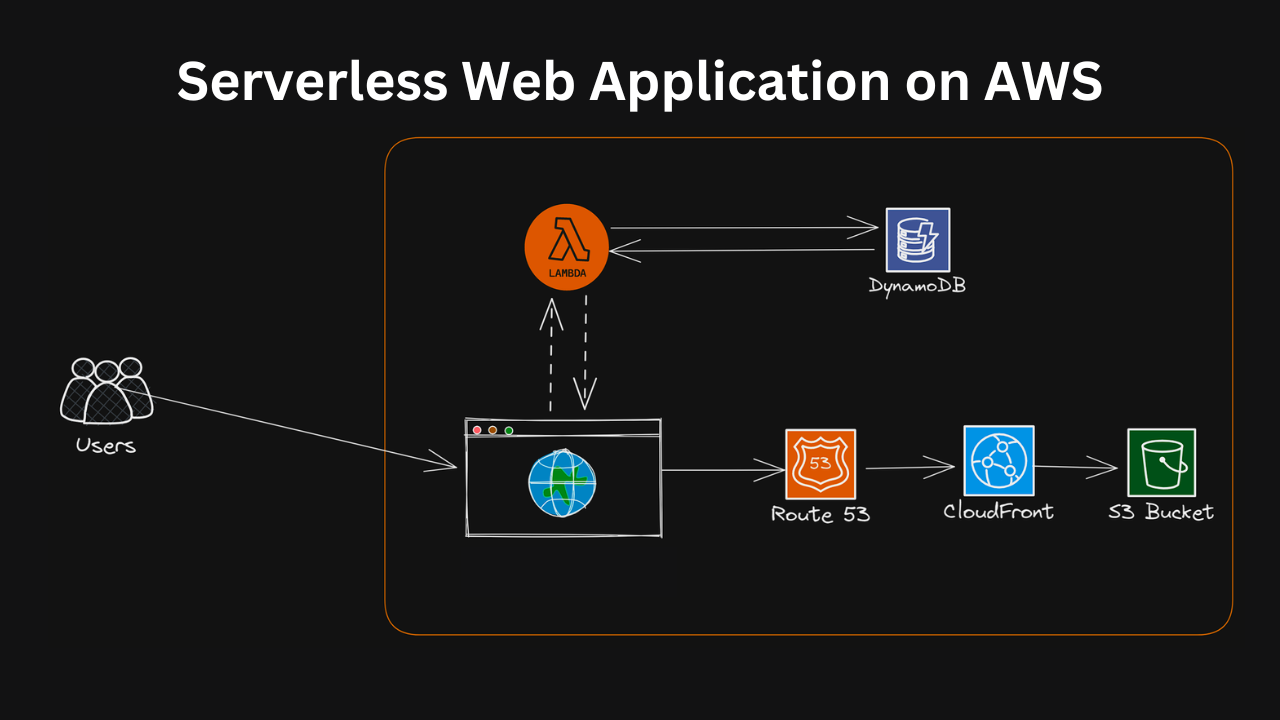 Serverless Web Application on AWS
LAMBDA
DynamoDB
Users
53
Route 53
CloudFront
S3 Bucket